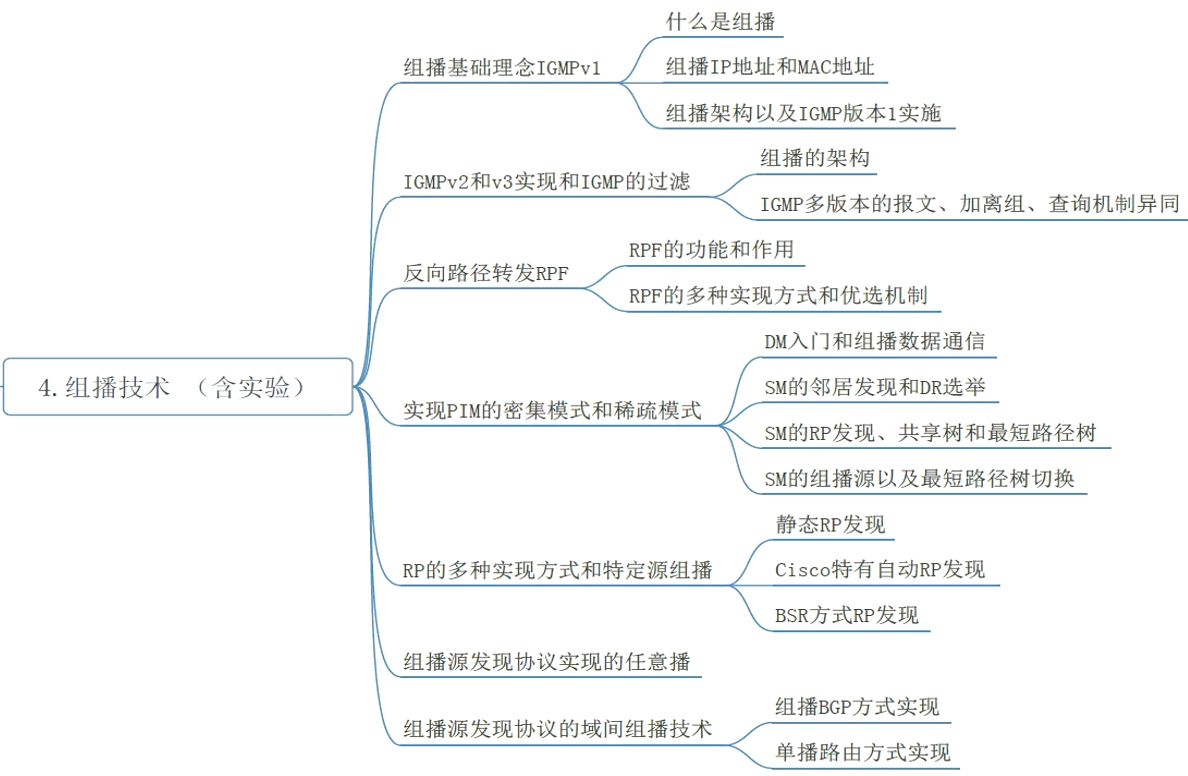 什么是组播
组播基础理念IGMPv1
组播IP地址和MAC地址
组播架构以及IGMP版本1实施
组播的架构
IGMPv2和v3实现和IGMP的过滤
IGMP多版本的报文、加离组、查询机制异同
RPF的功能和作用
反向路径转发RPF
RPF的多种实现方式和优选机制
DM入门和组播数据通信
4.组播技术 （含实验）
SM的邻居发现和DR选举
实现PIM的密集模式和稀疏模式
SM的RP发现、共享树和最短路径树
SM的组播源以及最短路径树切换
静态RP发现
RP的多种实现方式和特定源组播
Cisco特有自动RP发现
BSR方式RP发现
组播源发现协议实现的任意播
组播BGP方式实现
组播源发现协议的域间组播技术
单播路由方式实现